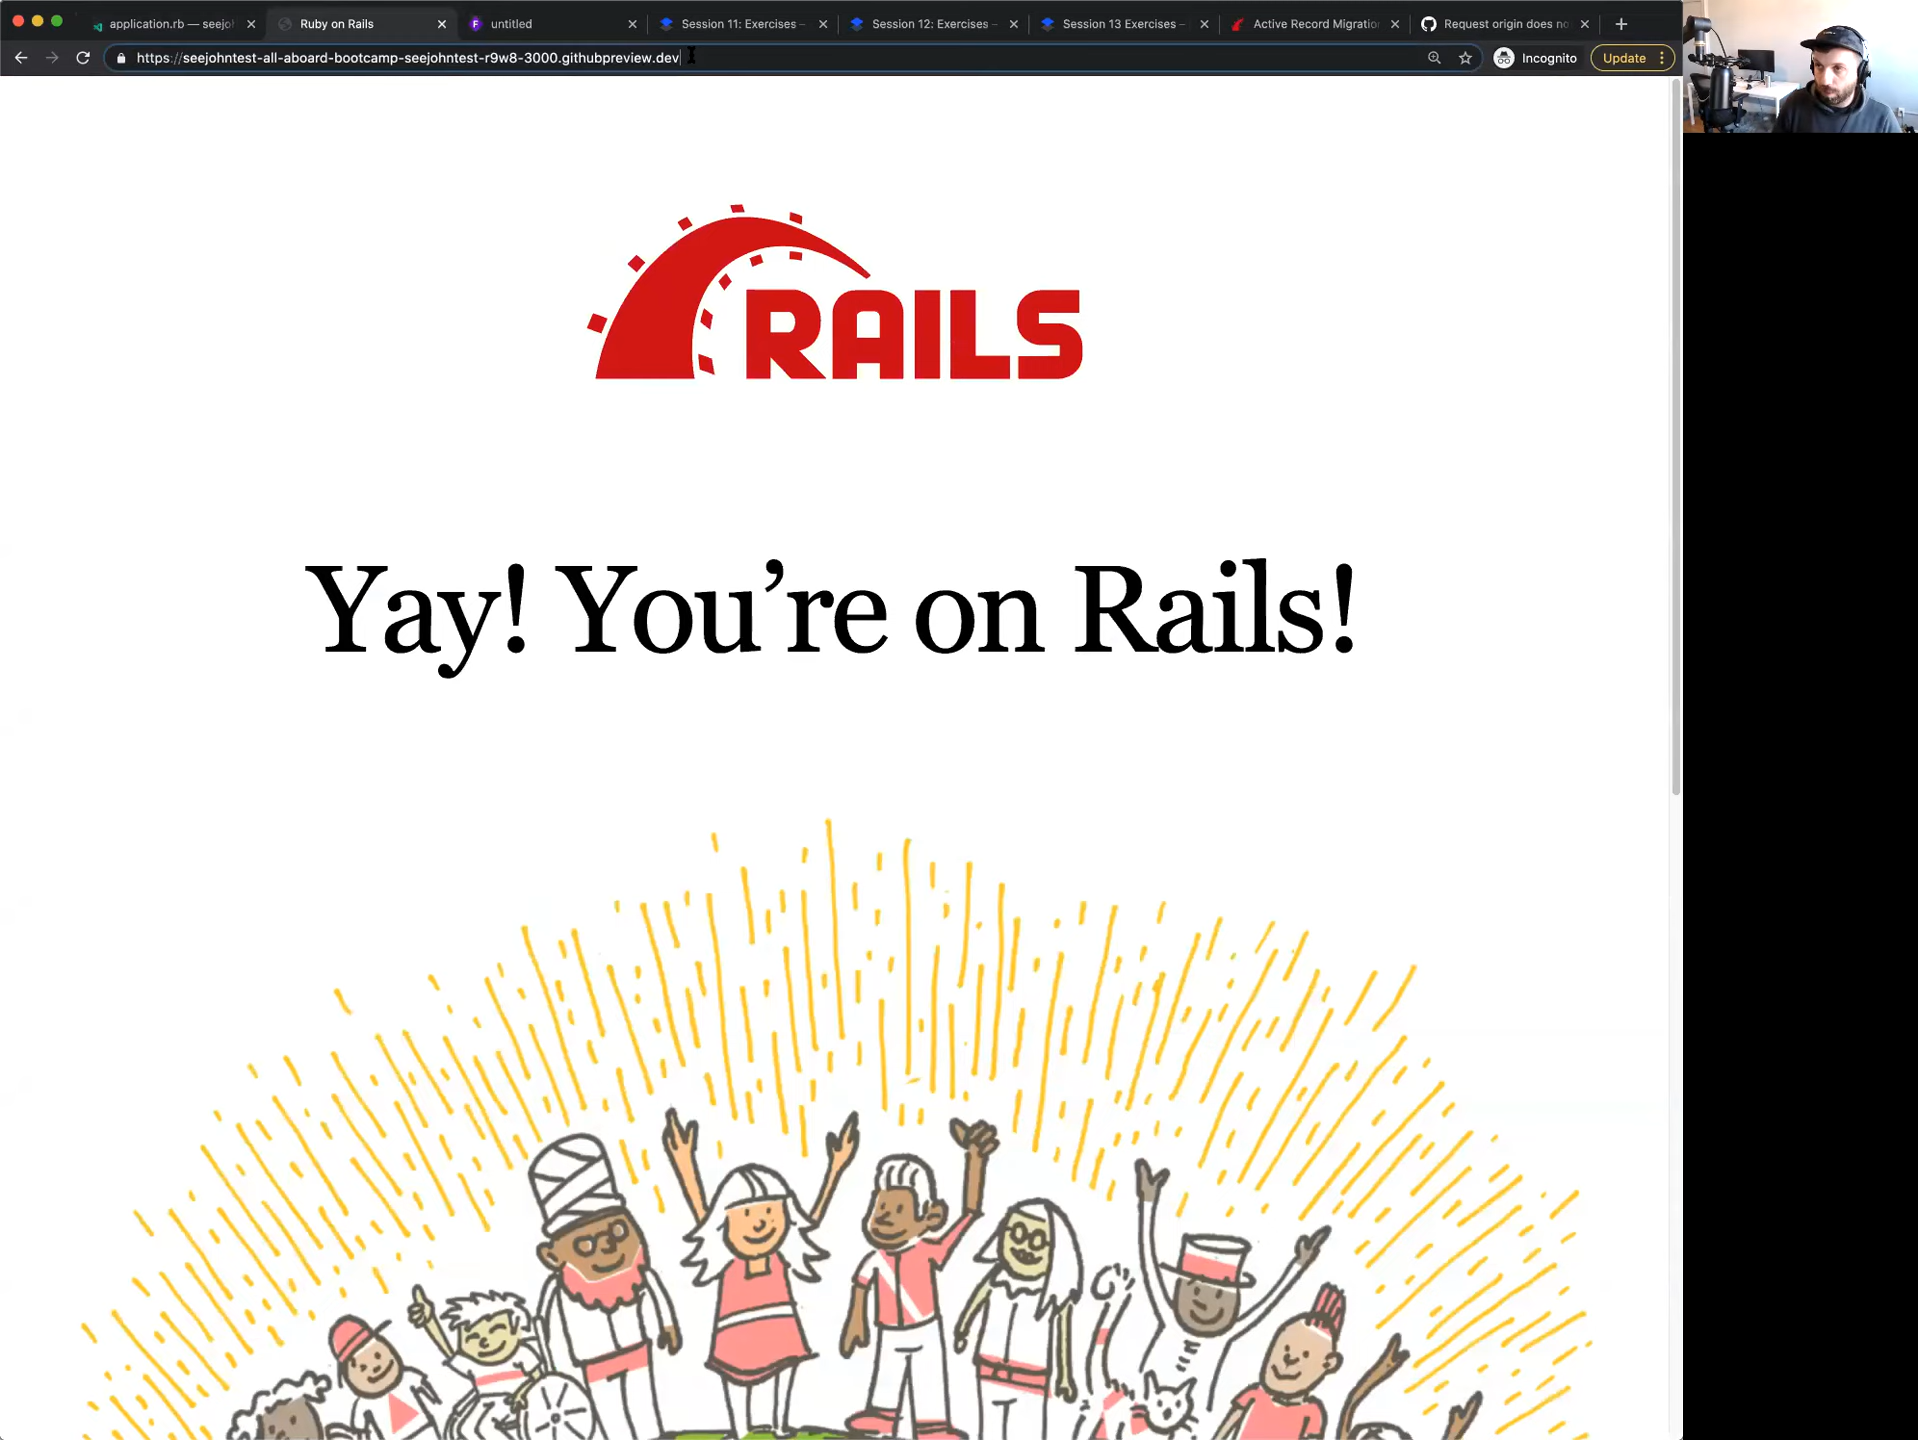 application.rb — seejo
Ruby on Rails
untitled
Session 11: Exercises –
Session 12: Exercises –
Session 13 Exercises –
Active Record Migration
Request origin does no
https://seejohntest-all-aboard-bootcamp-seejohntest-r9w8-3000.githubpreview.dev
Incognito
Update
RAILS
Yay! You’re on Rails!